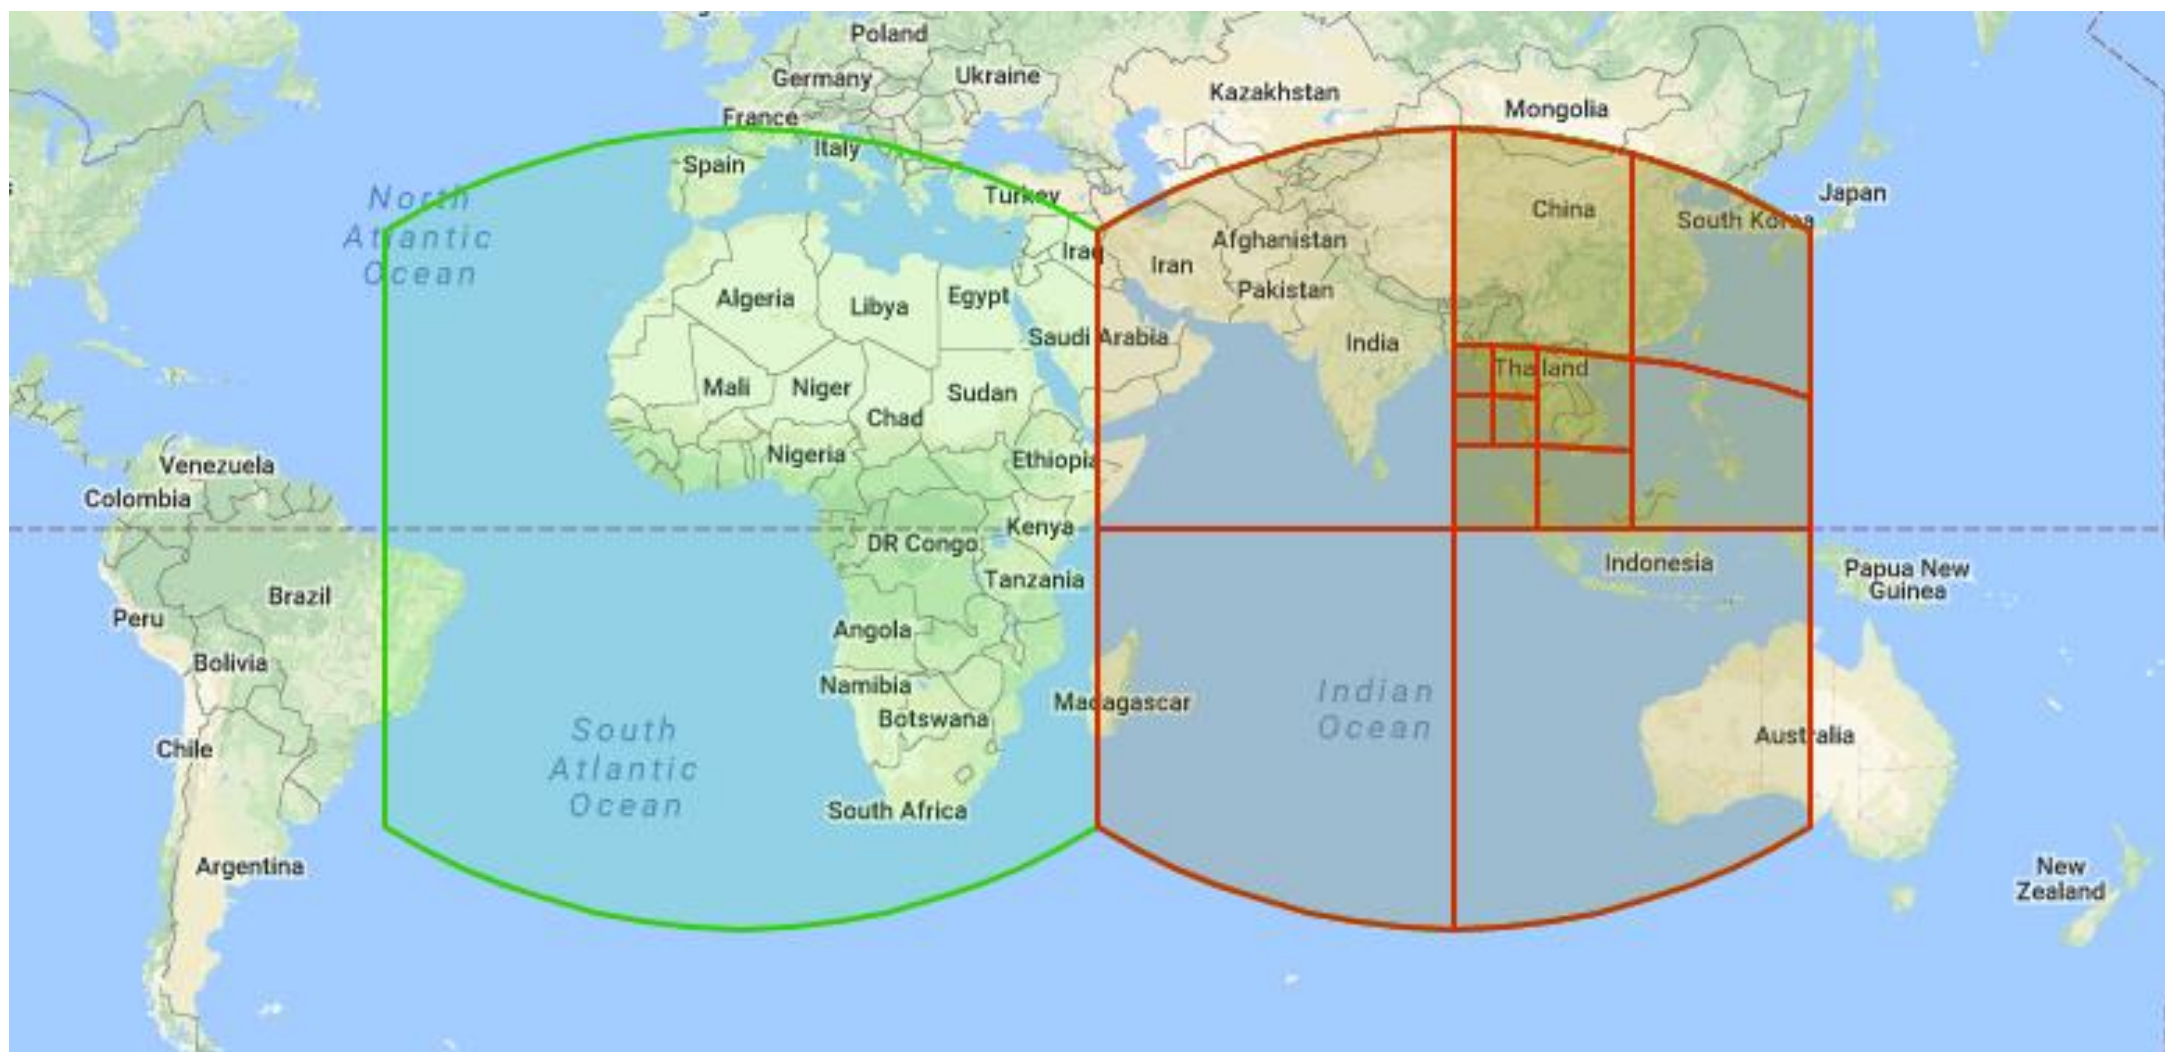 Poland
Germany
Ukraine
Kazakhstan
Mongolia
France
Italy
Spain
Turkey
Japan
China
South Korea
North
Atlantic
Ocean
Iraq
Iran
Afghanistan
Pakistan
Algeria
Libya
Egypt
Saudi Arabia
India
Thailand
Mali
Niger
Chad
Sudan
Nigeria
Ethiopia
Venezuela
Colombia
Kenya
DR Congo
Tanzania
Indonesia
Papua New
Guinea
Brazil
Peru
Angola
Bolivia
Namibia
Botswana
Madagascar
Indian
Ocean
Chile
South
Atlantic
Ocean
Australia
South Africa
Argentina
New
Zealand